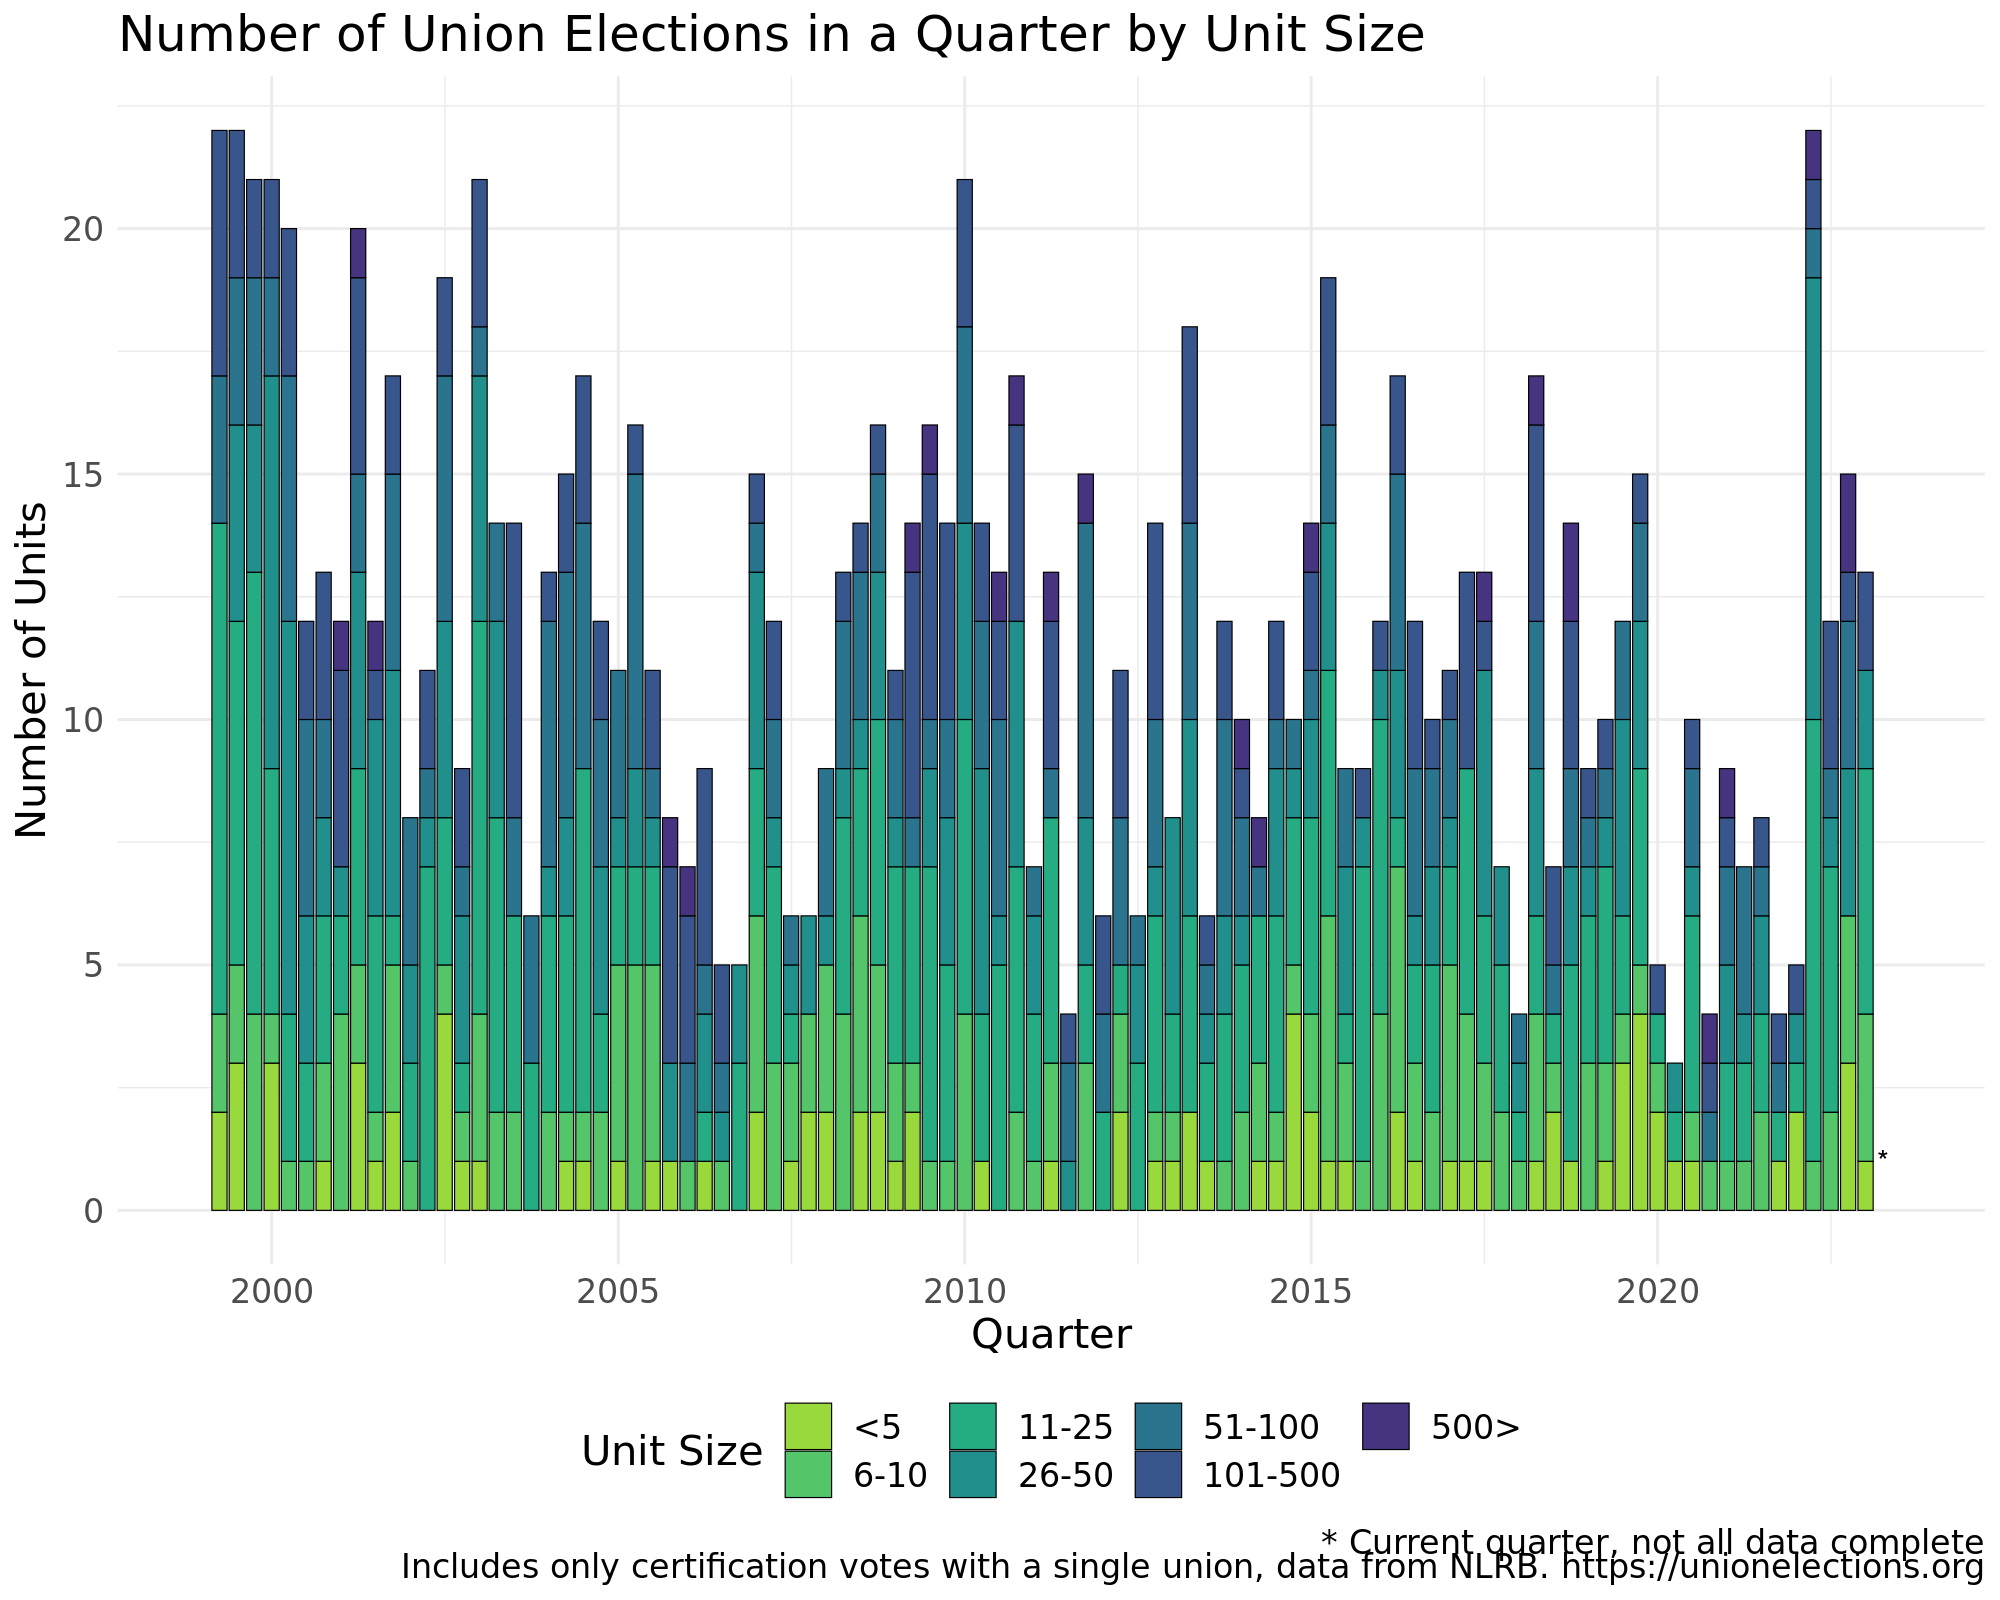 Number of Union Elections in a Quarter by Unit Size
Number of Units
20
15
10
5
0
*
2000 2005 2010 2015 2020
Quarter
Unit Size
<5 11-25 51-100 500>
6-10 26-50 101-500
* Current quarter, not all data complete
Includes only certification votes with a single union, data from NLRB. https://unionelections.org